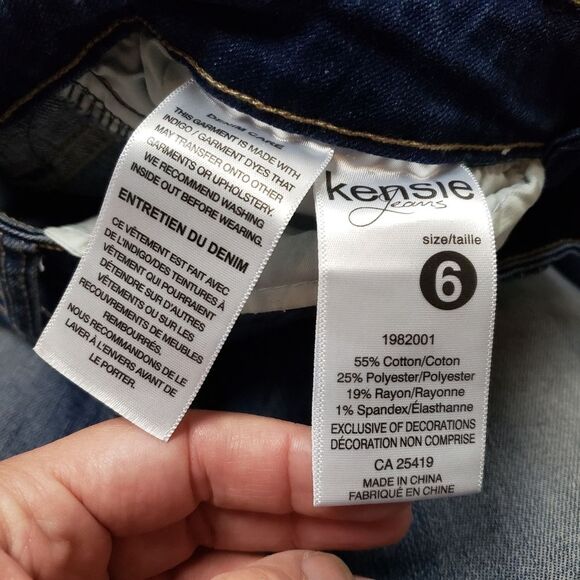 DENIM CARE
THIS GARMENT IS MADE WITH
INDIGO / GARMENT DYES THAT
MAY TRANSFER ONTO OTHER
GARMENTS OR UPHOLSTERY.
WE RECOMMEND WASHING
INSIDE OUT BEFORE WEARING.
ENTRETIEN DU DENIM
CE VÊTEMENT EST FAIT AVEC
DE L'INDIGO/DES TEINTURES À
VÊTEMENT QUI POURRAIENT
DETEINDRE SUR D'AUTRES
VÊTEMENTS OU SUR LES
RECOUVREMENTS DE MEUBLES
REMBOURRÉS.
NOUS RECOMMANDONS DE LE
LAVER À L'ENVERS AVANT DE
LE PORTER.
kensie
Jeans
size/taille
6
1982001
55% Cotton/Coton
25% Polyester/Polyester
19% Rayon/Rayonne
1% Spandex/Élasthanne
EXCLUSIVE OF DECORATIONS
DÉCORATION NON COMPRISE
CA 25419
MADE IN CHINA
FABRIQUÉ EN CHINE